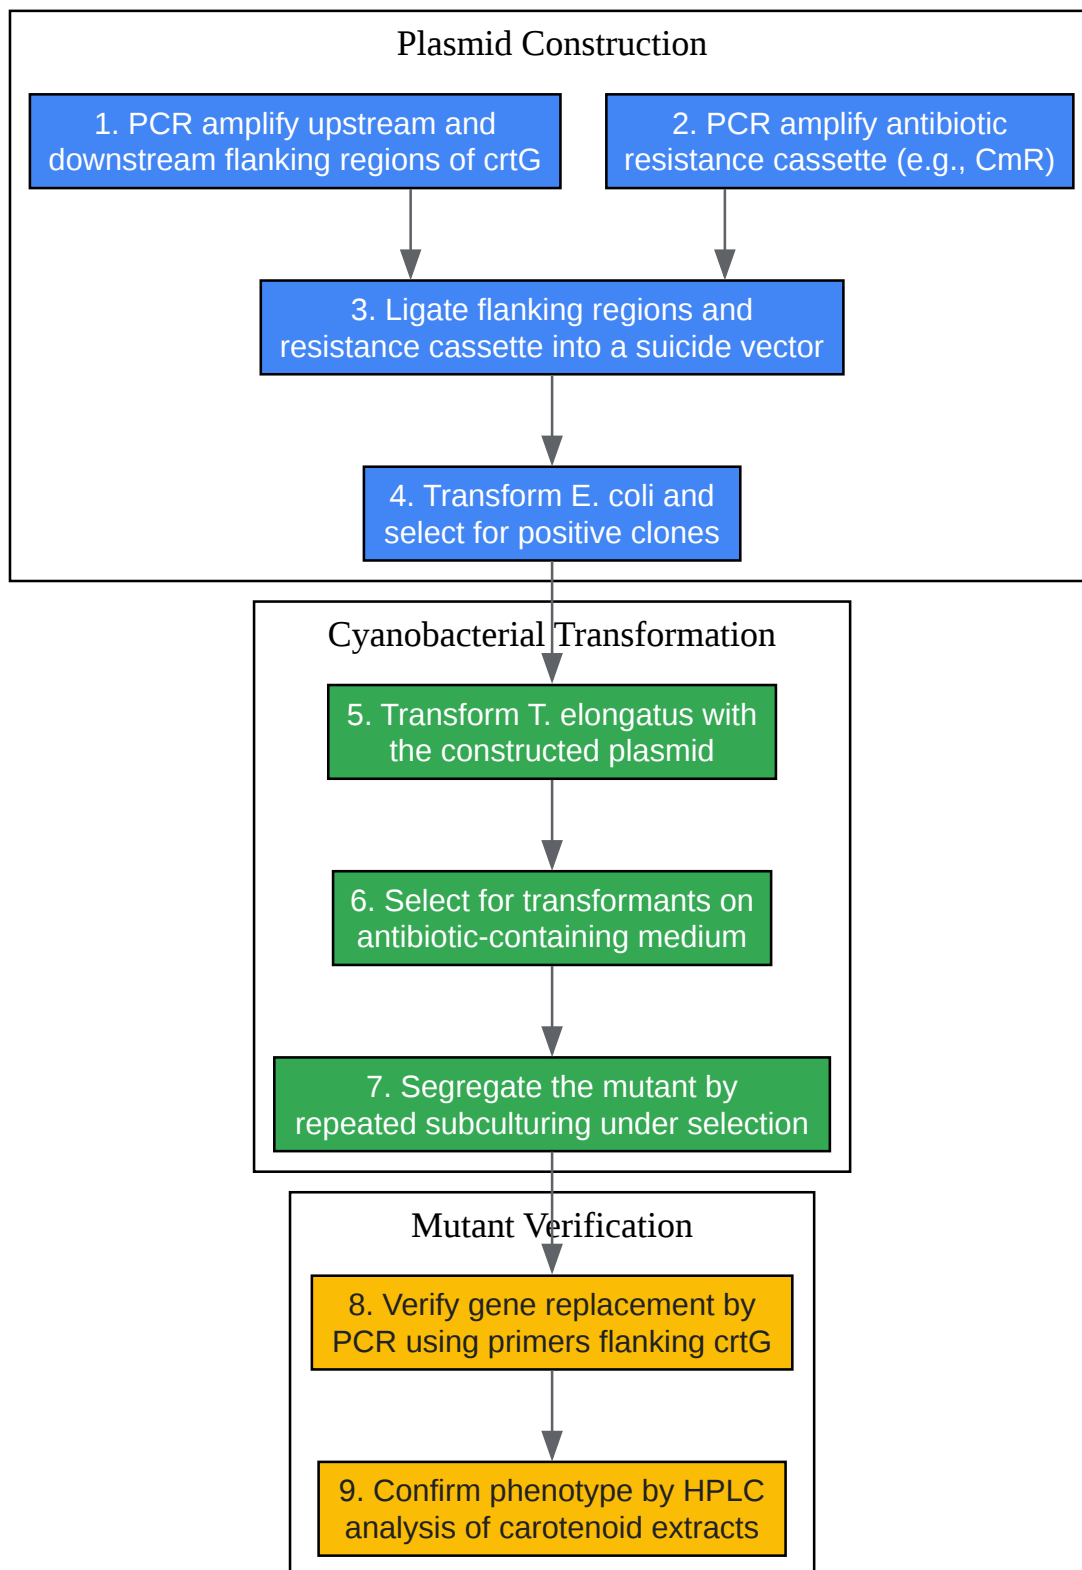 Plasmid Construction
1. PCR amplify upstream and
downstream flanking regions of crtG
2. PCR amplify antibiotic
resistance cassette (e.g., CmR)
3. Ligate flanking regions and
resistance cassette into a suicide vector
4. Transform E. coli and
select for positive clones
Cyanobacterial Transformation
5. Transform T. elongatus with
the constructed plasmid
6. Select for transformants on
antibiotic-containing medium
7. Segregate the mutant by
repeated subculturing under selection
Mutant Verification
8. Verify gene replacement by
PCR using primers flanking crtG
9. Confirm phenotype by HPLC
analysis of carotenoid extracts